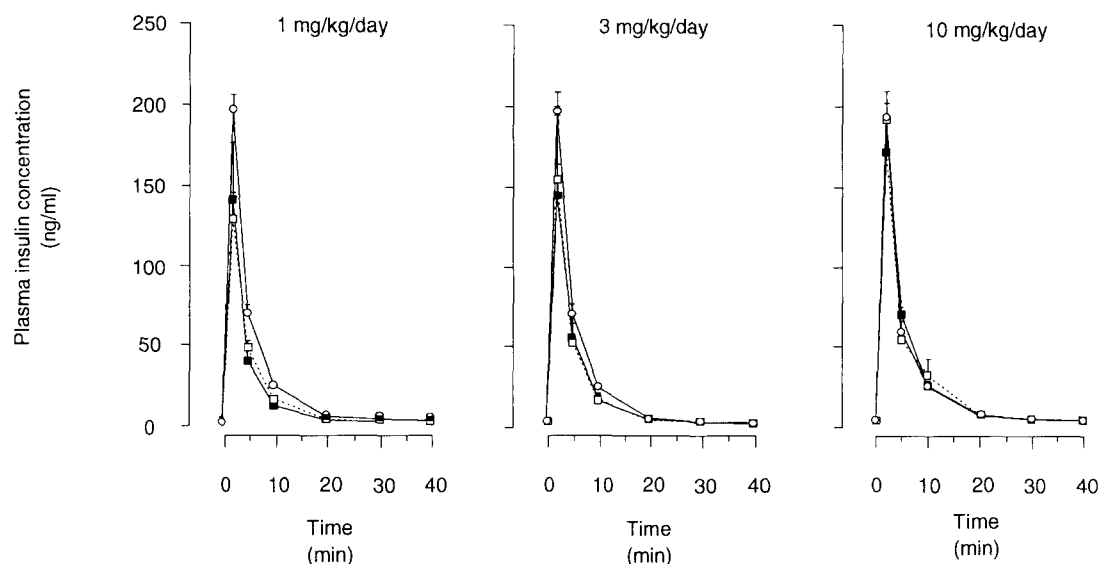 1 mg/kg/day
3 mg/kg/day
10 mg/kg/day
Plasma insulin concentration
(ng/ml)
250
200
150
100
50
0
0 10 20 30 40
0 10 20 30 40
0 10 20 30 40
Time
(min)
Time
(min)
Time
(min)